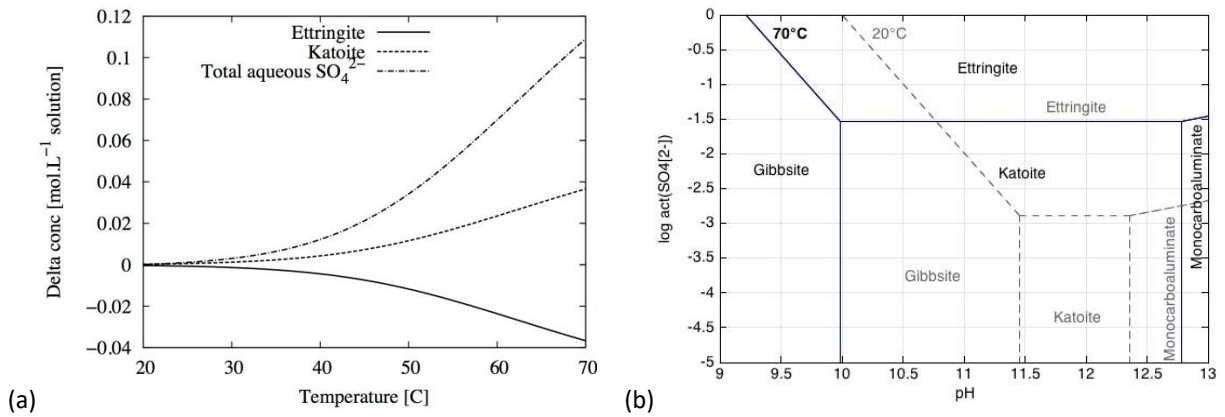 0.12
0.1
0.08
0.06
0.04
0.02
0
−0.02
−0.04
Delta conc [mol.L−1 solution]
Ettringite
Katoite
Total aqueous SO42−
20 30 40 50 60 70
Temperature [C]
(a)
0
-0.5
-1
-1.5
-2
-2.5
-3
-3.5
-4
-4.5
-5
log act(SO4[2-])
70°C 20°C
Ettringite
Ettringite
Gibbsite
Katoite
Gibbsite
Katoite
Monocarboaluminate
Monocarboaluminate
9 9.5 10 10.5 11 11.5 12 12.5 13
pH
(b)